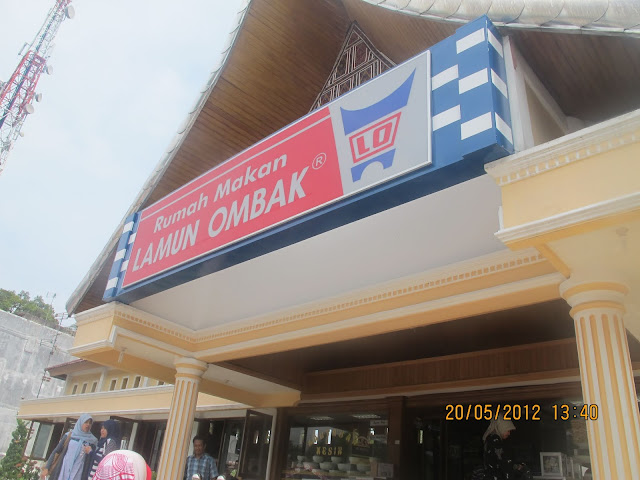 Rumah Makan
LAMUN OMBAK®
LO
20/05/2012 13:40